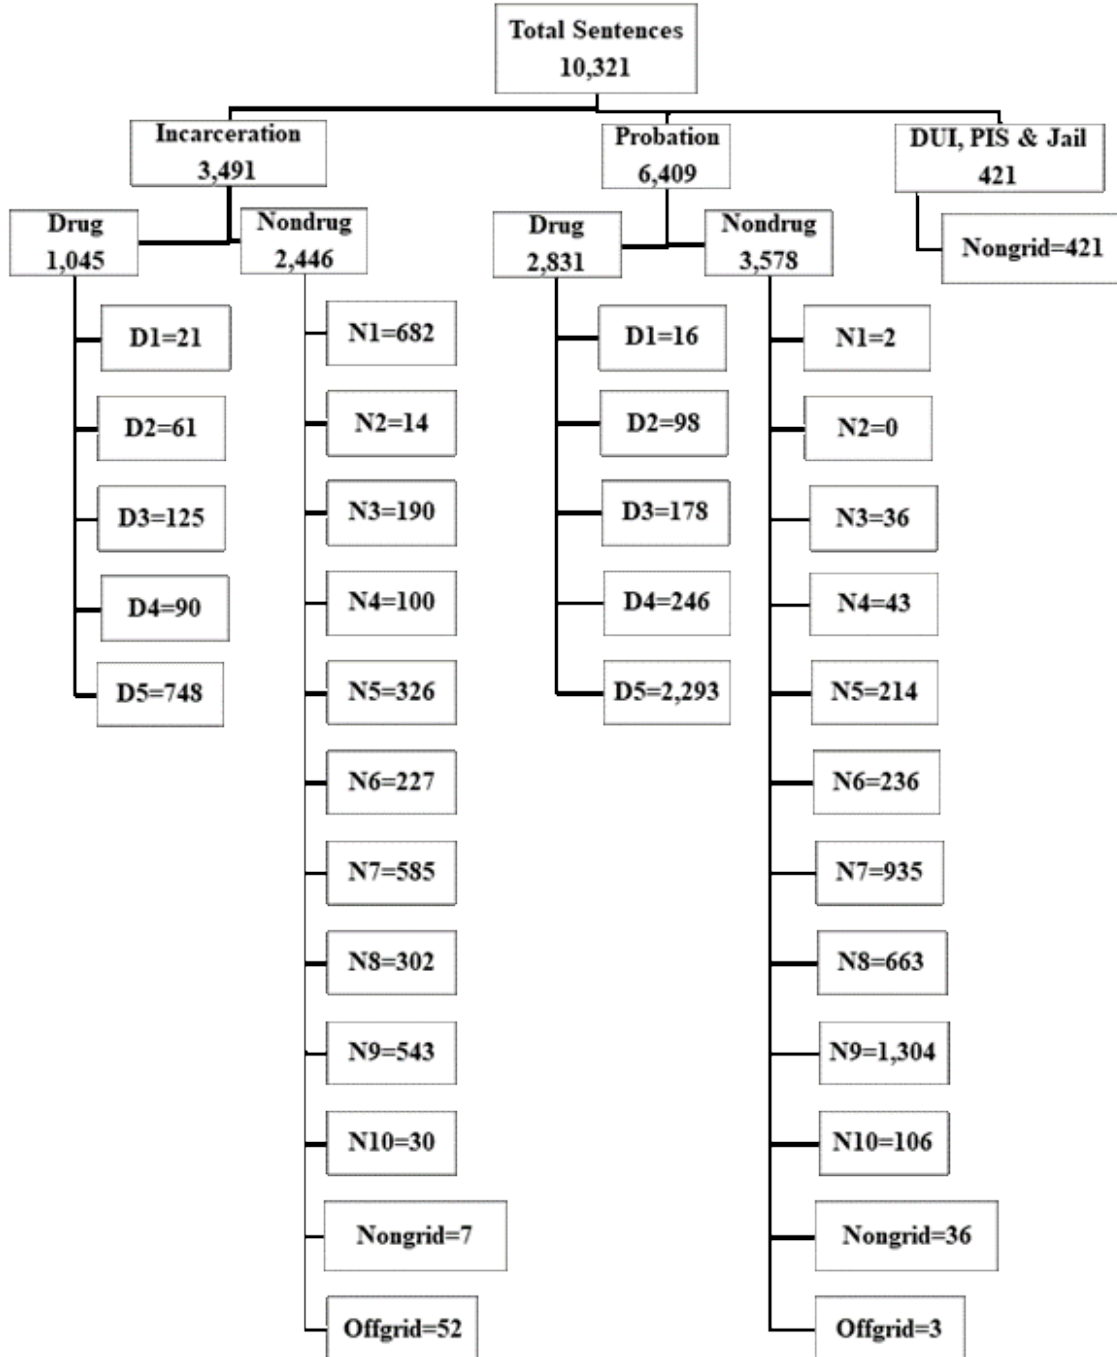 Total Sentences
10,321
Incarceration
3,491
Probation
6,409
DUI, PIS & Jail
421
Drug
1,045
Nondrug
2,446
Drug
2,831
Nondrug
3,578
Nongrid=421
D1=21
D2=61
D3=125
D4=90
D5=748
N1=682
N2=14
N3=190
N4=100
N5=326
N6=227
N7=585
N8=302
N9=543
N10=30
Nongrid=7
Offgrid=52
D1=16
D2=98
D3=178
D4=246
D5=2,293
N1=2
N2=0
N3=36
N4=43
N5=214
N6=236
N7=935
N8=663
N9=1,304
N10=106
Nongrid=36
Offgrid=3